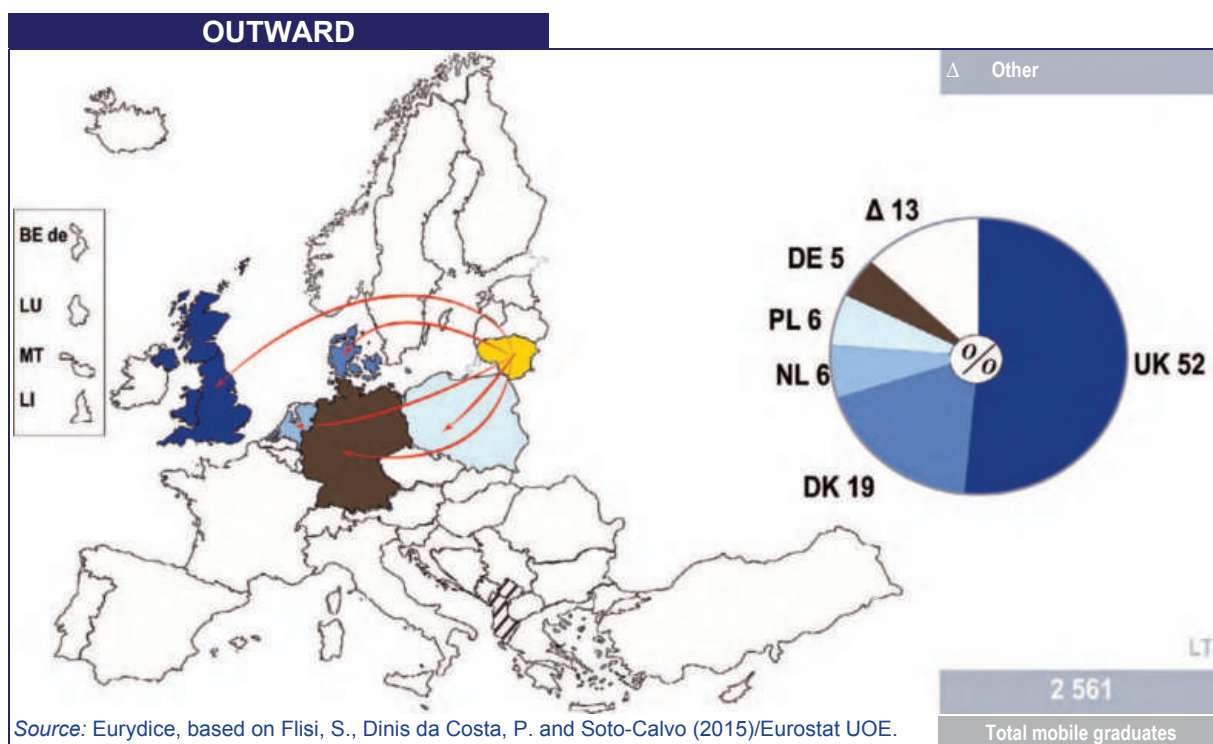 OUTWARD
Δ Other
BE de
LU
MT
LI
Δ 13
DE 5
PL 6
NL 6
DK 19
UK 52
%
LT
2 561
Total mobile graduates
Source: Eurydice, based on Flisi, S., Dinis da Costa, P. and Soto-Calvo (2015)/Eurostat UOE.